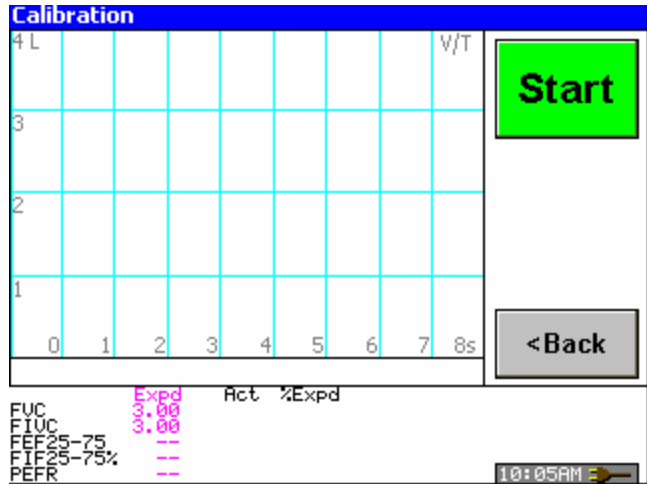 Calibration
4 L V/T
3
2
1
0 1 2 3 4 5 6 7 8s
Start
<Back
Expd Act %Expd
FVC 3.00
FIVC 3.00
FEF25-75 --
FIF25-75% --
PEFR --
10:05AM